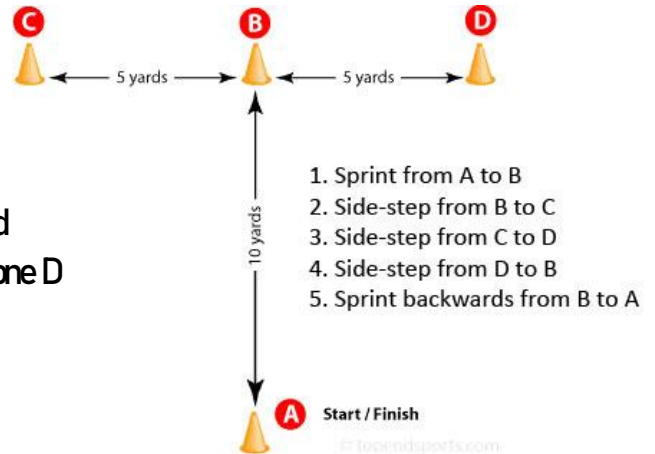 C B D
5 yards 5 yards
10 yards
1. Sprint from A to B
2. Side-step from B to C
3. Side-step from C to D
4. Side-step from D to B
5. Sprint backwards from B to A
A Start / Finish
© topendsports.com